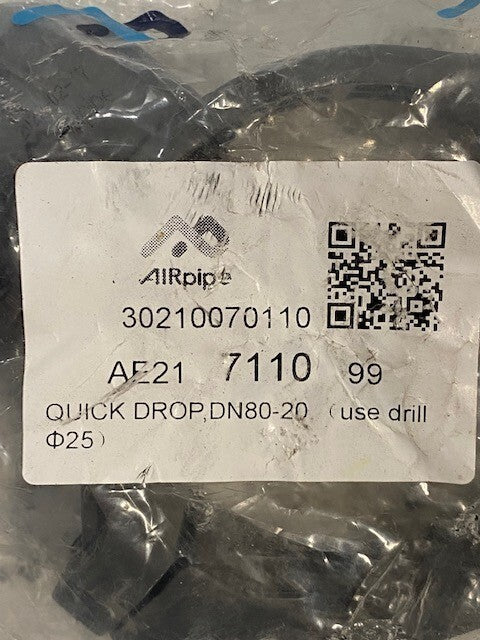 AIRpipe
30210070110
AE21 7110 99
QUICK DROP,DN80-20 （use drill
Φ25）